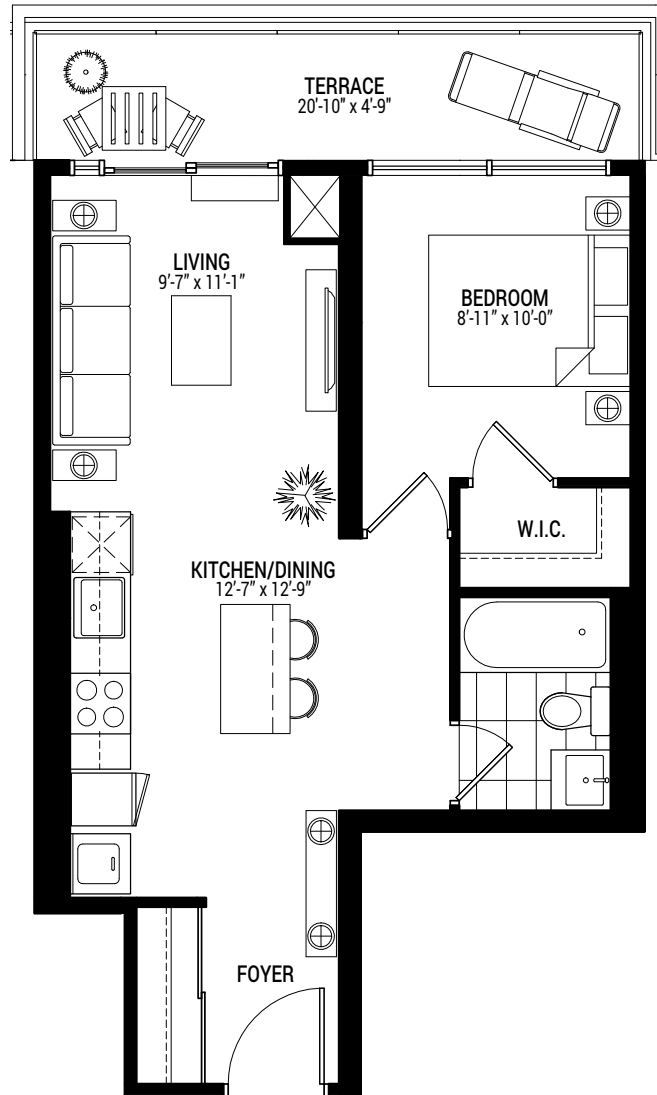 TERRACE
20'-10” x 4'-9”
LIVING
9'-7” x 11'-1”
BEDROOM
8'-11” x 10'-0”
W.I.C.
KITCHEN/DINING
12'-7” x 12'-9”
FOYER